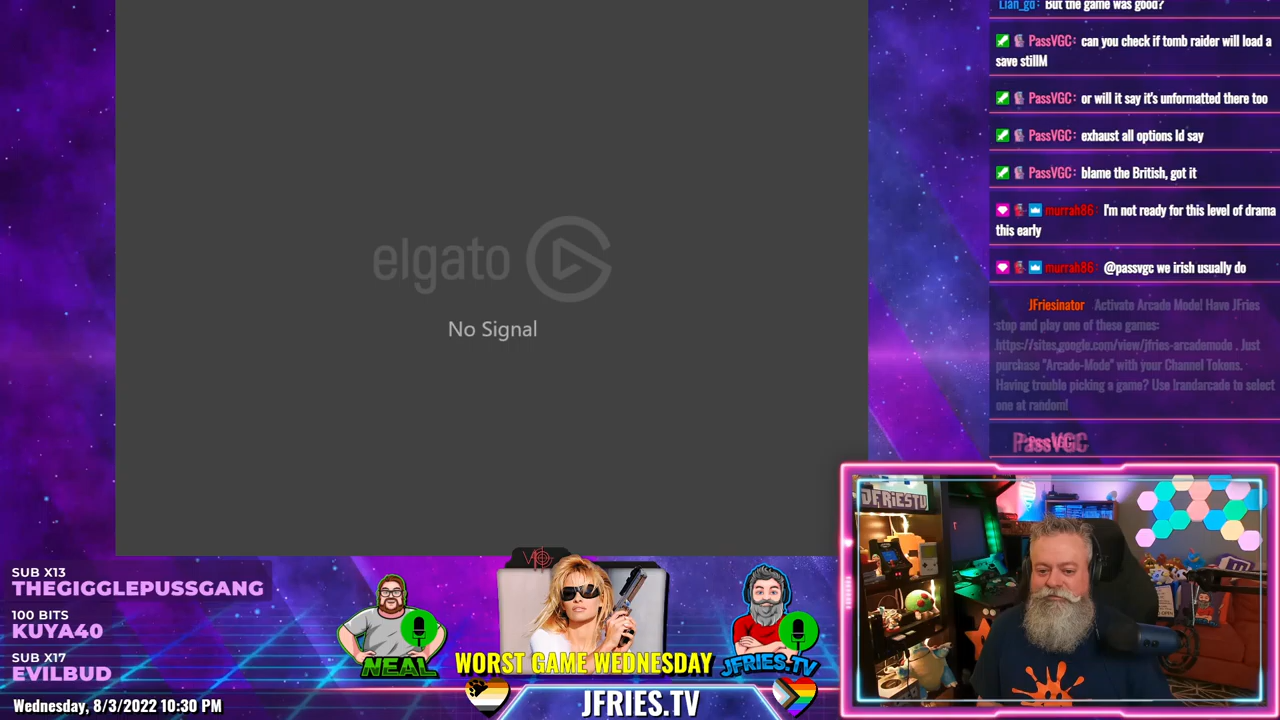 Lian_gd: But the game was good?
PassVGC: can you check if tomb raider will load a
save stillM
PassVGC: or will it say it's unformatted there too
PassVGC: exhaust all options Id say
PassVGC: blame the British, got it
murrah86: I'm not ready for this level of drama
this early
murrah86: @passvgc we irish usually do
JFriesinator Activate Arcade Mode! Have JFries
stop and play one of these games:
https://sites.google.com/view/jfries-arcademode . Just
purchase "Arcade-Mode" with your Channel Tokens.
Having trouble picking a game? Use !randarcade to select
one at random!
PassVGC
elgato
No Signal
JFRIESTV
SUB X13
THEGIGGLEPUSSGANG
100 BITS
KUYA40
SUB X17
EVILBUD
Wednesday, 8/3/2022 10:30 PM
VIP
NEAL
WORST GAME WEDNESDAY
JFRIES.TV
JFRIES.TV